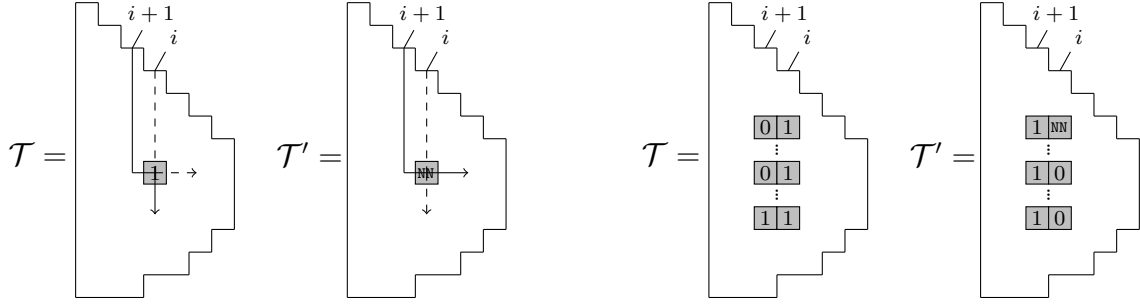 i + 1 i i + 1 i i + 1 i i + 1 i
0 1 1 NN
⋮ ⋮
𝒯 = 1 𝒯′ = NN 𝒯 = 0 1 𝒯′ = 1 0
⋮ ⋮
1 1 1 0